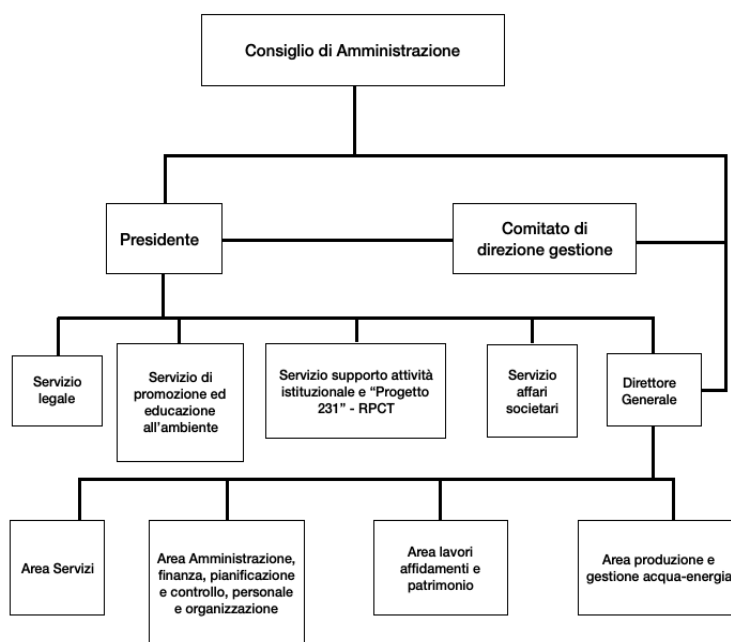 Consiglio di Amministrazione
Presidente
Comitato di
direzione gestione
Servizio
legale
Servizio di
promozione ed
educazione
all'ambiente
Servizio supporto attività
istituzionale e “Progetto
231” - RPCT
Servizio
affari
societari
Direttore
Generale
Area Servizi
Area Amministrazione,
finanza, pianificazione
e controllo, personale
e organizzazione
Area lavori
affidamenti e
patrimonio
Area produzione e
gestione acqua-energia